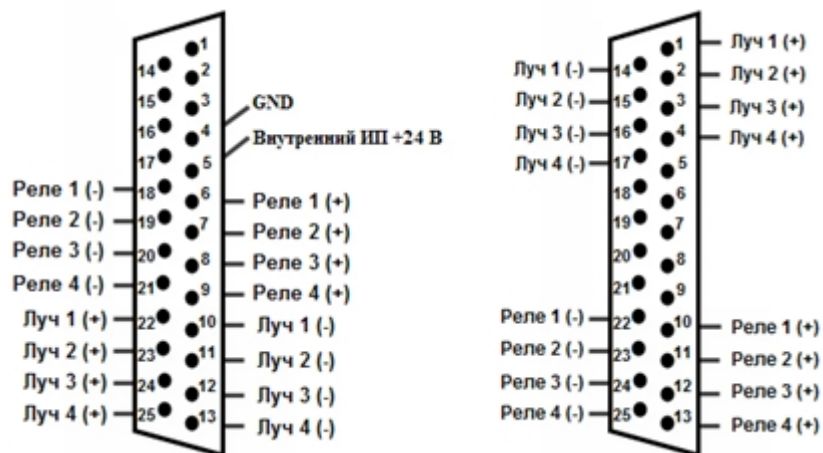 1
14
2
15
3
GND
16
4
Внутренний ИП +24 В
17
5
Реле 1 (-)
18
6
Реле 1 (+)
Реле 2 (-)
19
7
Реле 2 (+)
Реле 3 (-)
20
8
Реле 3 (+)
Реле 4 (-)
21
9
Реле 4 (+)
Луч 1 (+)
22
10
Луч 1 (-)
Луч 2 (+)
23
11
Луч 2 (-)
Луч 3 (+)
24
12
Луч 3 (-)
Луч 4 (+)
25
13
Луч 4 (-)
1
Луч 1 (+)
Луч 1 (-)
14
2
Луч 2 (+)
Луч 2 (-)
15
3
Луч 3 (+)
Луч 3 (-)
16
4
Луч 4 (+)
Луч 4 (-)
17
5
18
6
19
7
20
8
21
9
Реле 1 (-)
22
10
Реле 1 (+)
Реле 2 (-)
23
11
Реле 2 (+)
Реле 3 (-)
24
12
Реле 3 (+)
Реле 4 (-)
25
13
Реле 4 (+)